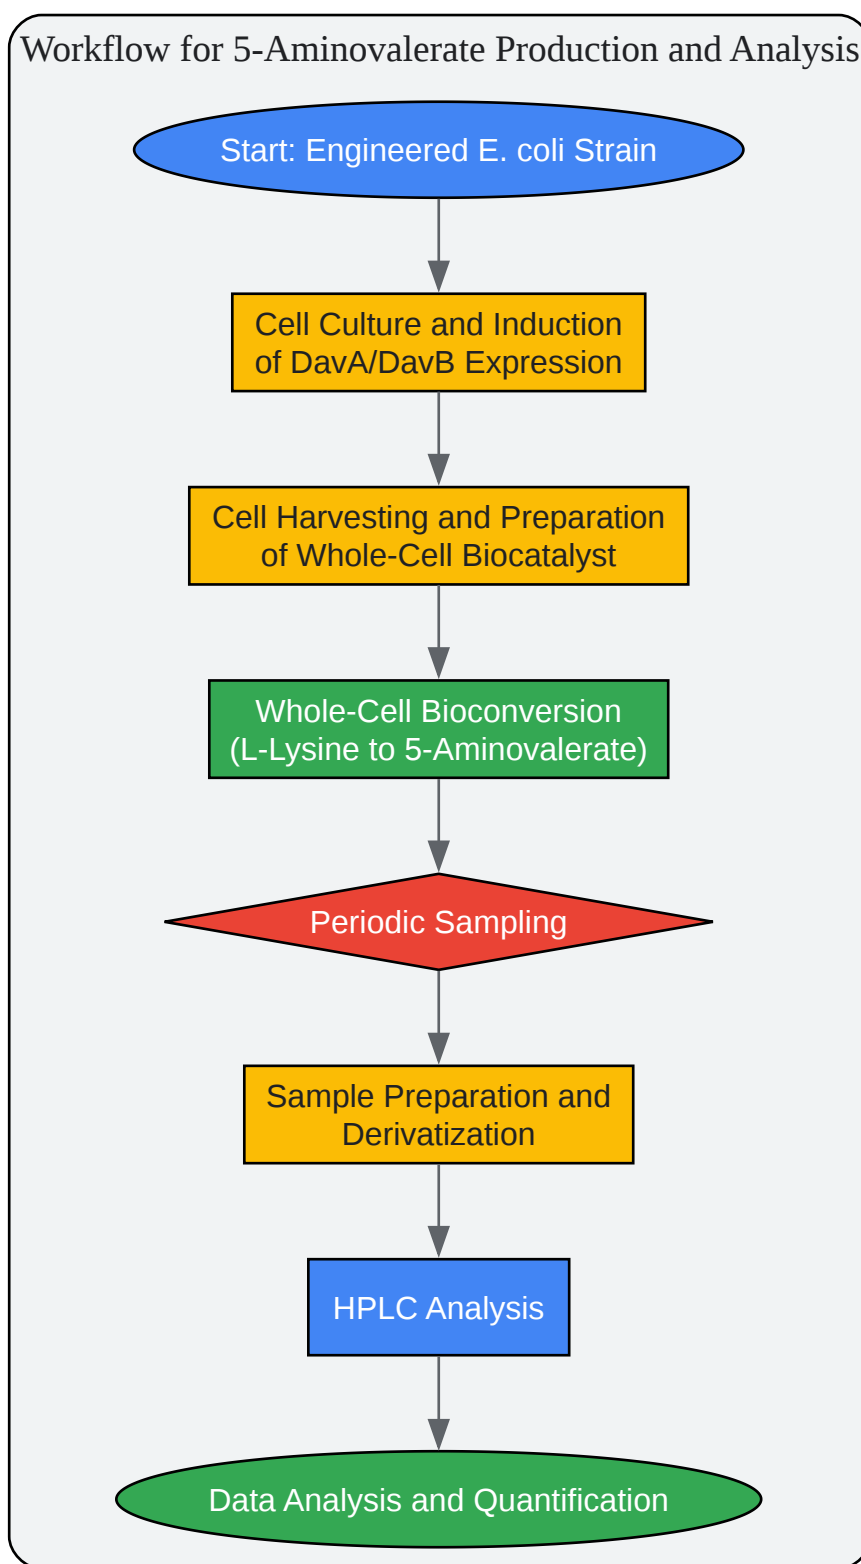 Workflow for 5-Aminovalerate Production and Analysis
Start: Engineered E. coli Strain
Cell Culture and Induction
of DavA/DavB Expression
Cell Harvesting and Preparation
of Whole-Cell Biocatalyst
Whole-Cell Bioconversion
(L-Lysine to 5-Aminovalerate)
Periodic Sampling
Sample Preparation and
Derivatization
HPLC Analysis
Data Analysis and Quantification